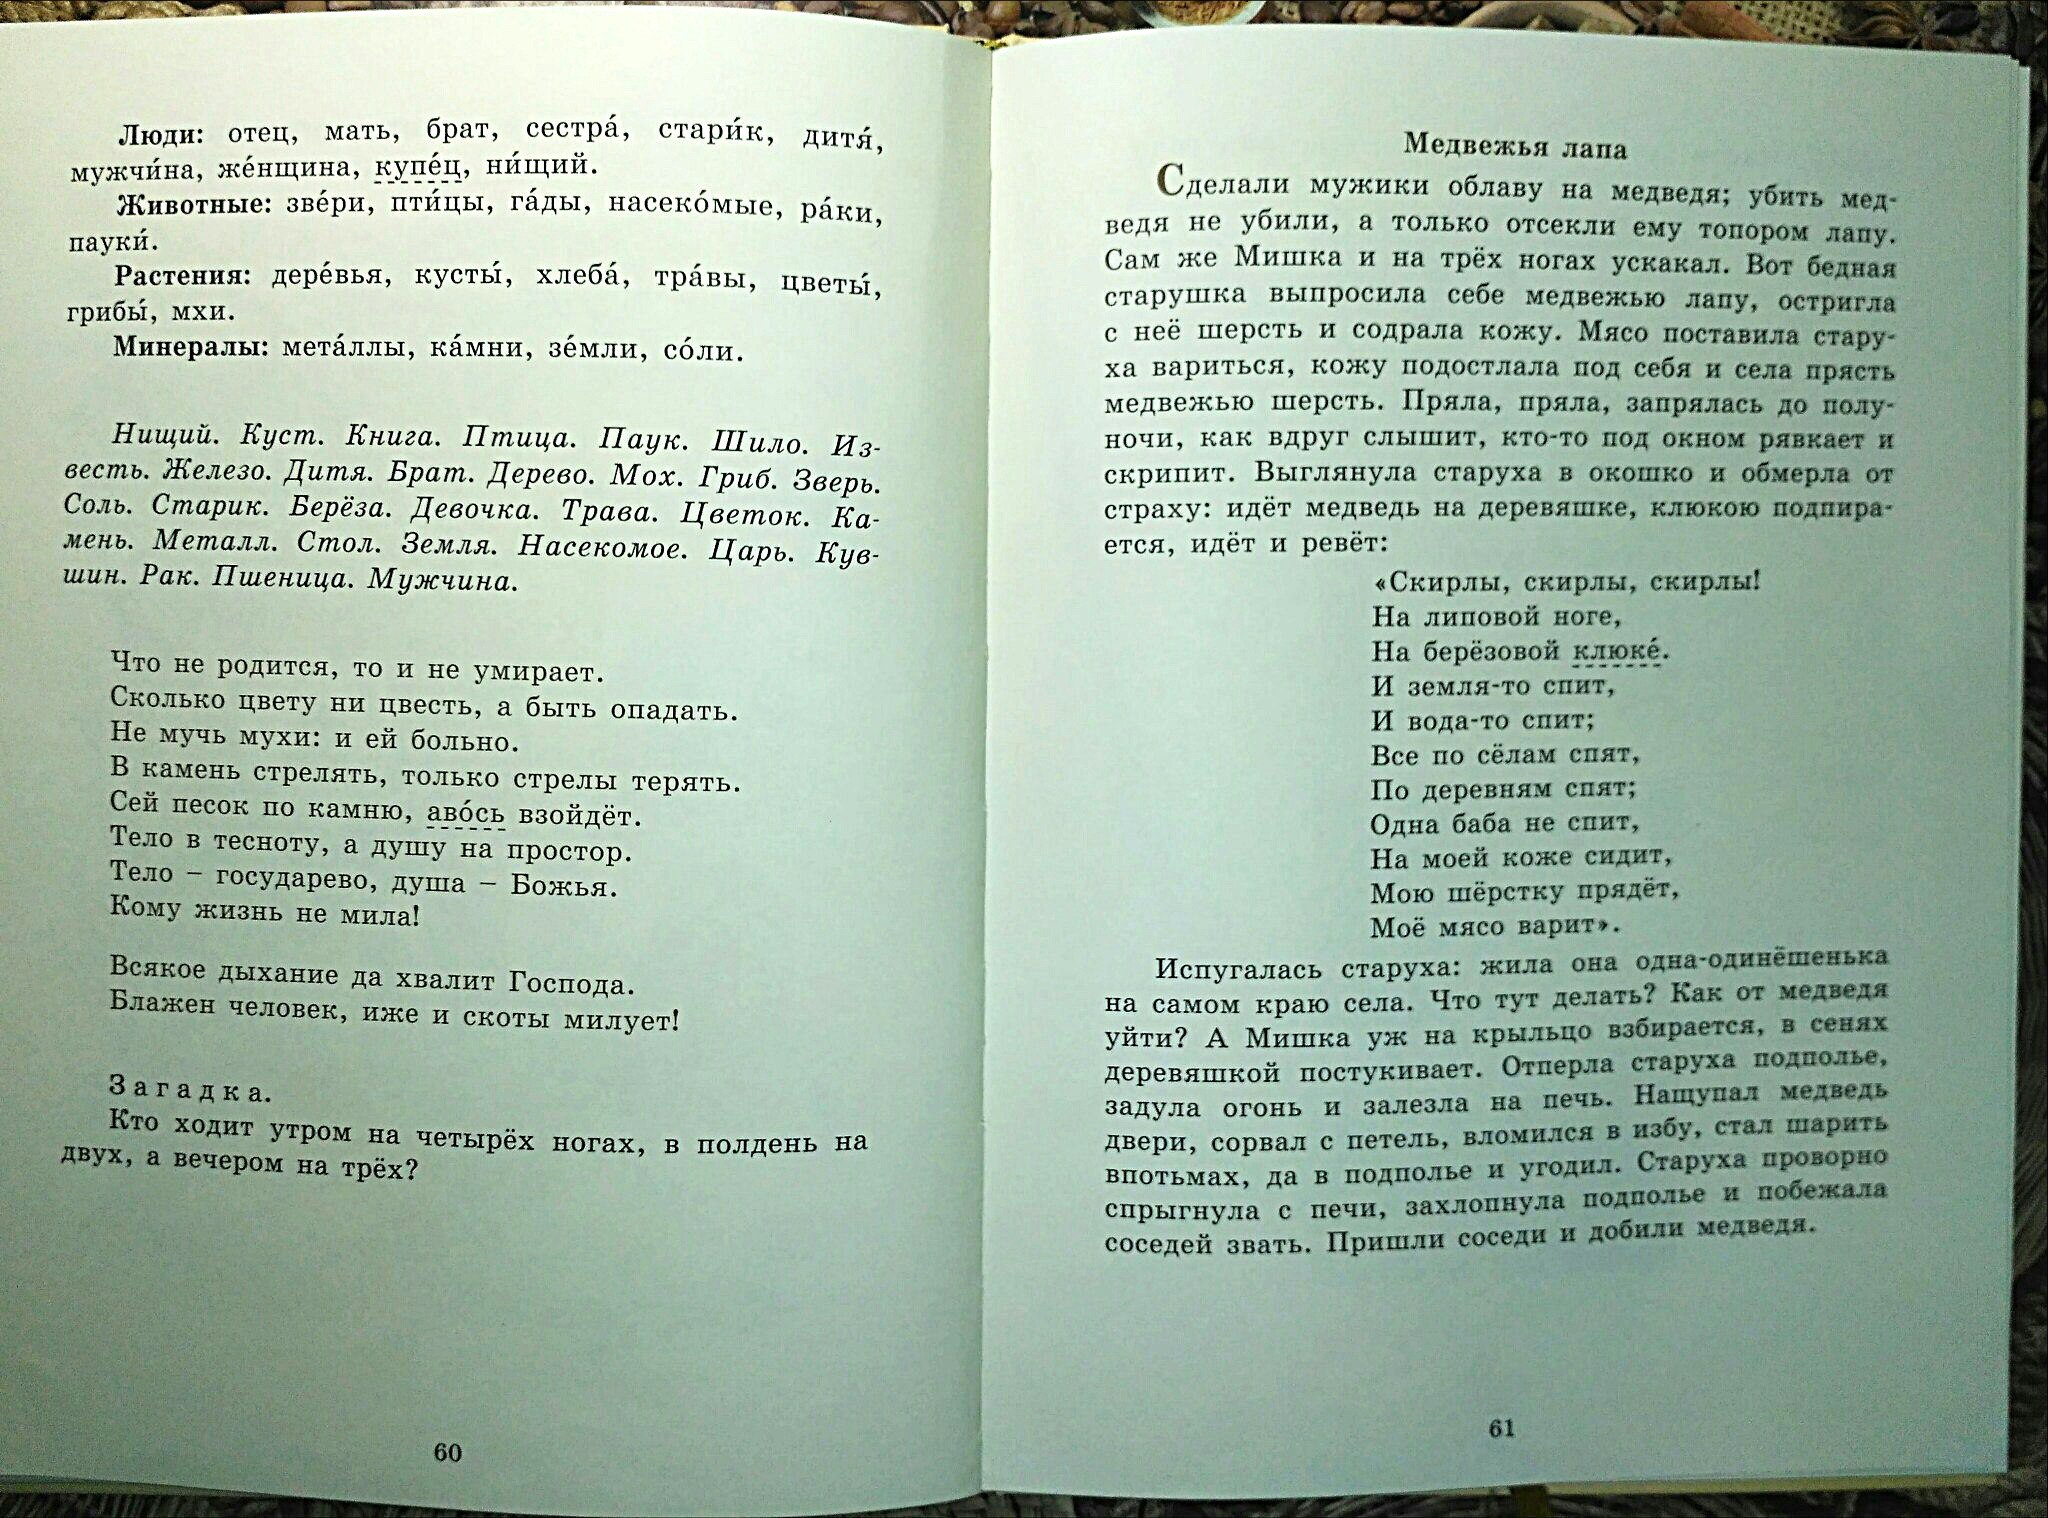 Люди: отец, мать, брат, сестра́, стари́к, дитя́,
мужчи́на, же́нщина, купе́ц, ни́щий.
Животные: зве́ри, пти́цы, га́ды, насеко́мые, ра́ки,
пауки́.
Растения: дере́вья, кусты́, хлеба́, тра́вы, цветы́,
грибы́, мхи.
Минералы: мета́ллы, ка́мни, зе́мли, со́ли.
Нищий. Куст. Книга. Птица. Паук. Шило. Из-
весть. Железо. Дитя. Брат. Дерево. Мох. Гриб. Зверь.
Соль. Старик. Берёза. Девочка. Трава. Цветок. Ка-
мень. Металл. Стол. Земля. Насекомое. Царь. Кув-
шин. Рак. Пшеница. Мужчина.
Что не родится, то и не умирает.
Сколько цвету ни цвесть, а быть опадать.
Не мучь мухи: и ей больно.
В камень стрелять, только стрелы терять.
Сей песок по камню, аво́сь взойдёт.
Тело в тесноту, а душу на простор.
Тело – государево, душа – Божья.
Кому жизнь не мила!
Всякое дыхание да хвалит Господа.
Блажен человек, иже и скоты милует!
Загадка.
Кто ходит утром на четырёх ногах, в полдень на
двух, а вечером на трёх?
60
Медвежья лапа
Сделали мужики облаву на медведя; убить мед-
ведя не убили, а только отсекли ему топором лапу.
Сам же Мишка и на трёх ногах ускакал. Вот бедная
старушка выпросила себе медвежью лапу, остригла
с неё шерсть и содрала кожу. Мясо поставила стару-
ха вариться, кожу подостлала под себя и села прясть
медвежью шерсть. Пряла, пряла, запрялась до полу-
ночи, как вдруг слышит, кто-то под окном рявкает и
скрипит. Выглянула старуха в окошко и обмерла от
страху: идёт медведь на деревяшке, клюкою подпира-
ется, идёт и ревёт:
«Скирлы, скирлы, скирлы!
На липовой ноге,
На берёзовой клюке́.
И земля-то спит,
И вода-то спит;
Все по сёлам спят,
По деревням спят;
Одна баба не спит,
На моей коже сидит,
Мою шёрстку прядёт,
Моё мясо варит».
Испугалась старуха: жила она одна-одинёшенька
на самом краю села. Что тут делать? Как от медведя
уйти? А Мишка уж на крыльцо взбирается, в сенях
деревяшкой постукивает. Отперла старуха подполье,
задула огонь и залезла на печь. Нащупал медведь
двери, сорвал с петель, вломился в избу, стал шарить
впотьмах, да в подполье и угодил. Старуха проворно
спрыгнула с печи, захлопнула подполье и побежала
соседей звать. Пришли соседи и добили медведя.
61